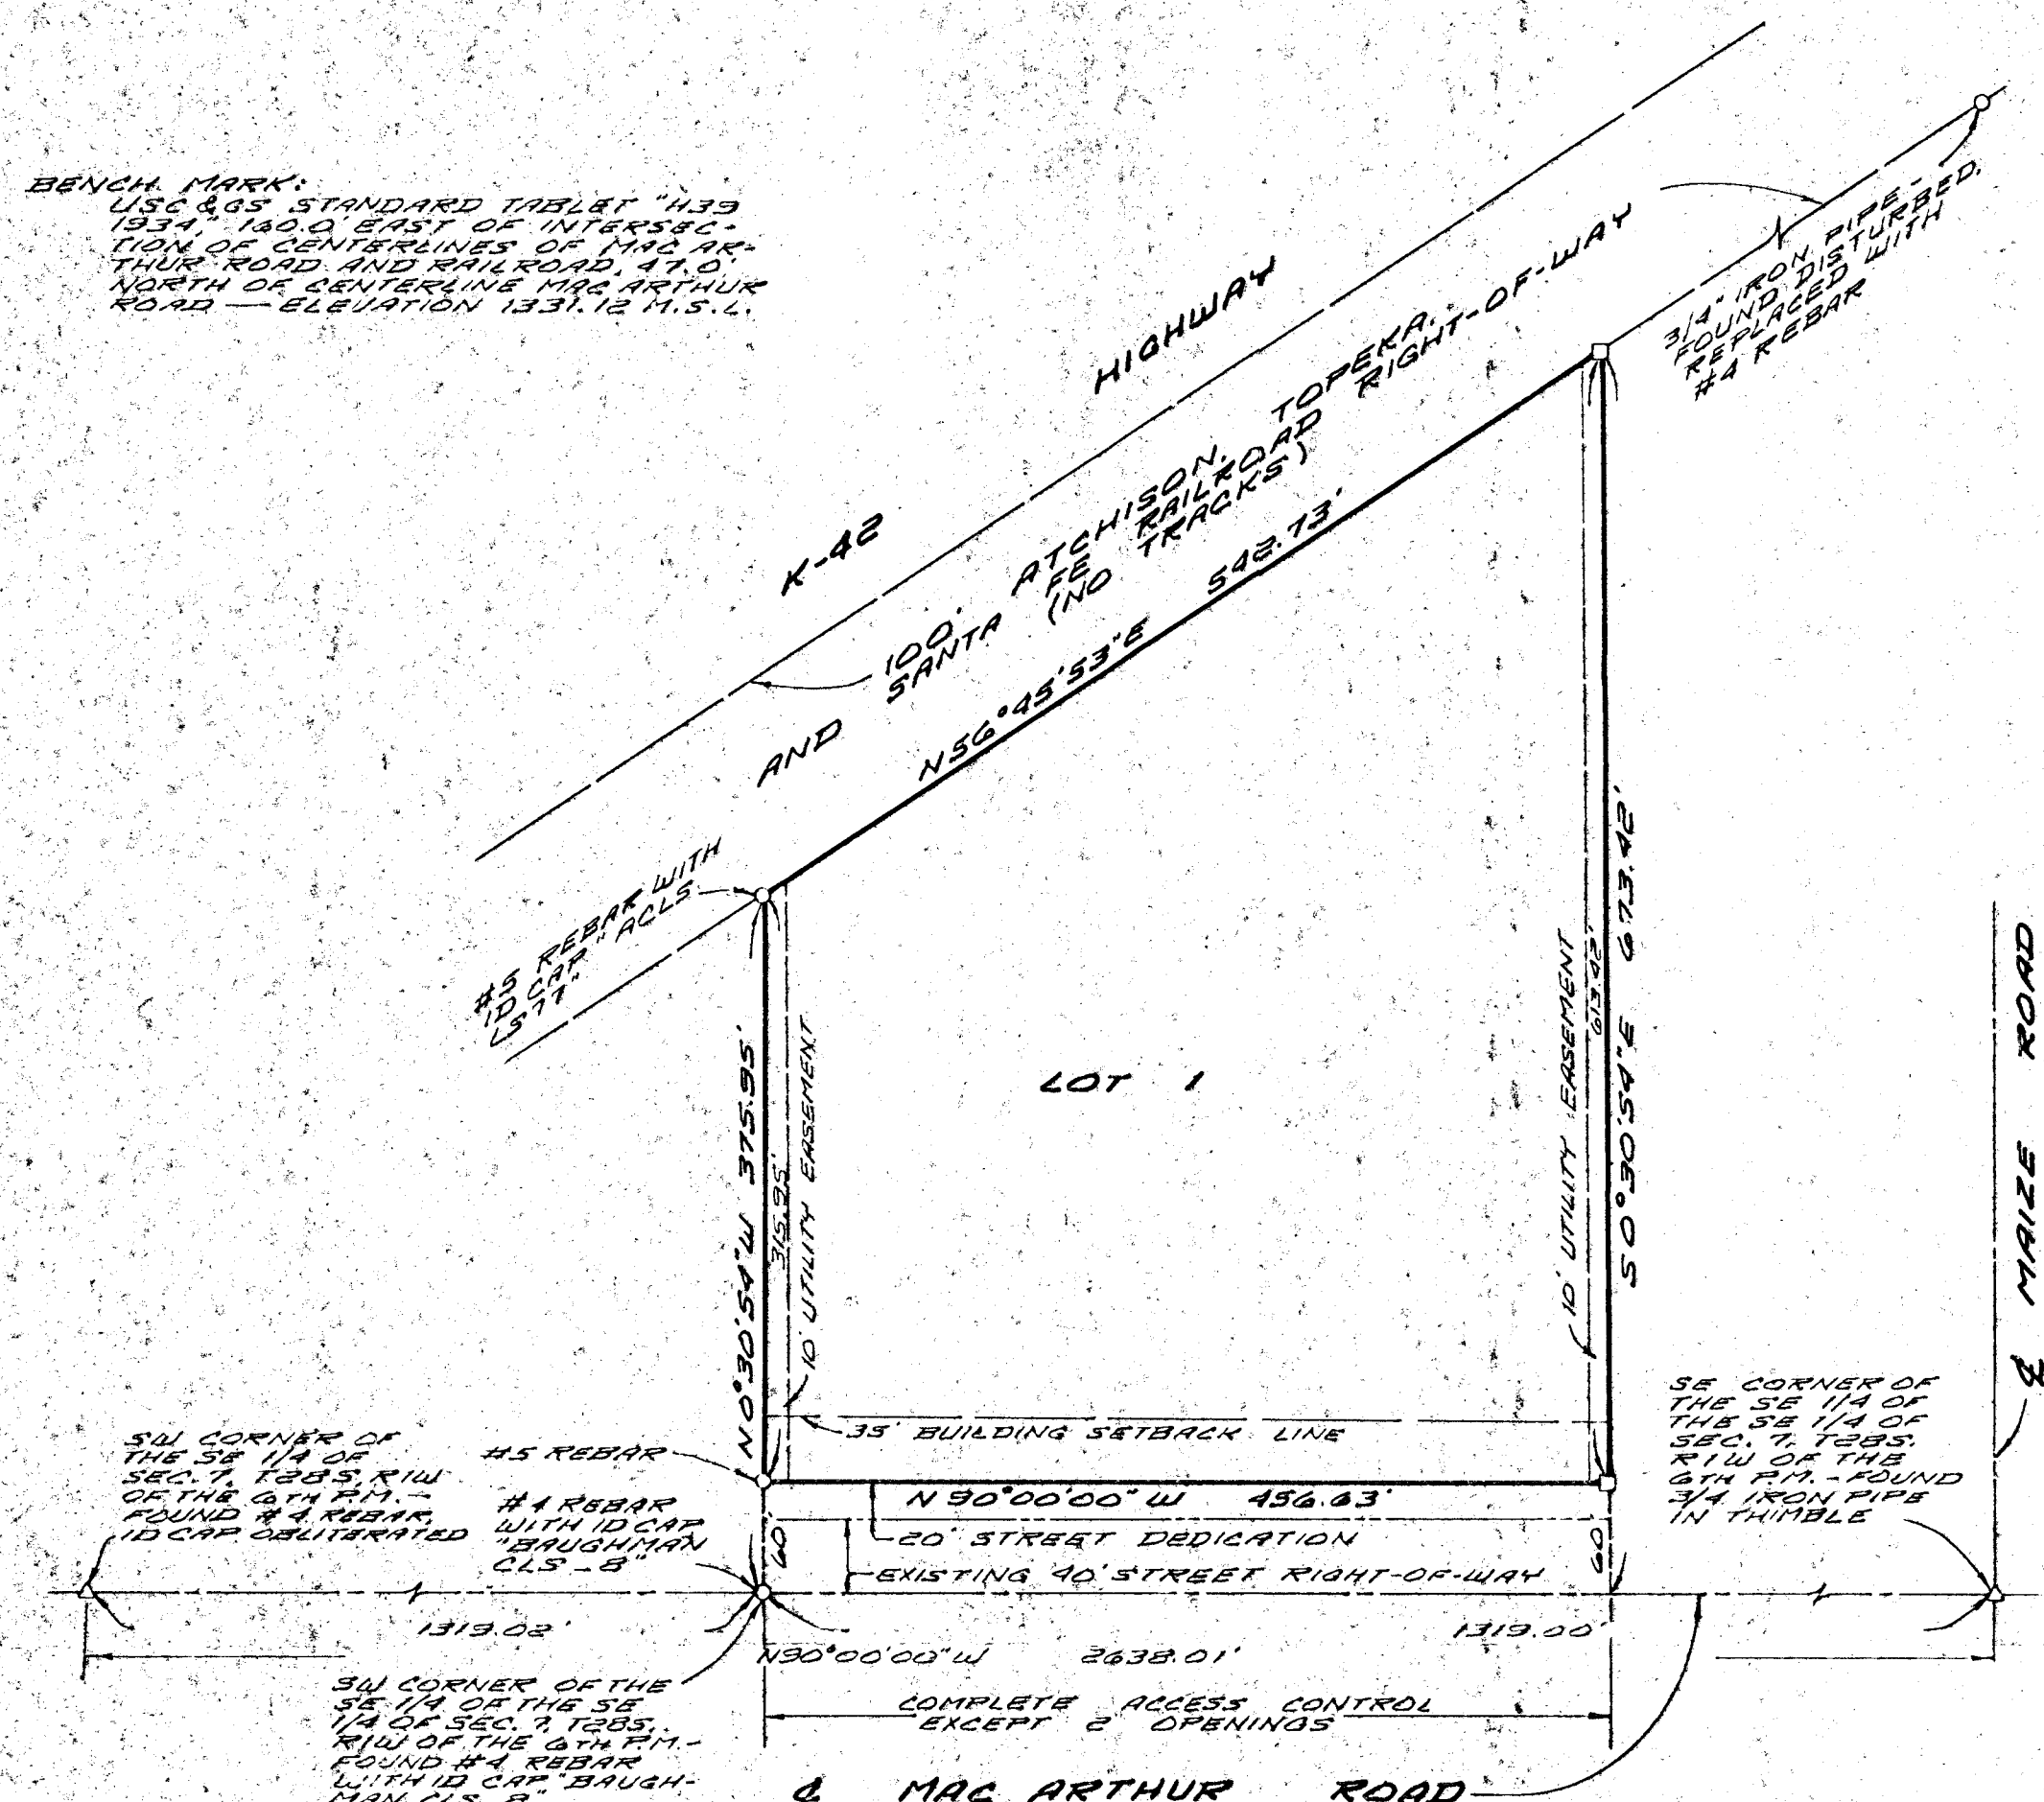 BENCH MARK:
USC & GS STANDARD TABLET "H39
1934," 160.0' EAST OF INTERSEC-
TION OF CENTERLINES OF MAC AR-
THUR ROAD AND RAILROAD, 47.0'
NORTH OF CENTERLINE MAC ARTHUR
ROAD — ELEVATION 1331.12 M.S.L.
K-42 HIGHWAY
100' ATCHISON, TOPEKA,
AND SANTA FE RAILROAD RIGHT-OF-WAY
(NO TRACKS)
N56°45'53"E 542.73'
3/4" IRON PIPE -
FOUND DISTURBED.
REPLACED WITH
#4 REBAR
#5 REBAR WITH
ID CAP "ACLS
LS 77"
N0°30'54"W 375.95'
315.95'
10' UTILITY EASEMENT
LOT 1
10' UTILITY EASEMENT
613.42'
S0°30'54"E 673.42'
MAIZE ROAD
35' BUILDING SETBACK LINE
SW CORNER OF
THE SE 1/4 OF
SEC. 7, T28S, R1W
OF THE 6TH P.M. -
FOUND #4 REBAR,
ID CAP OBLITERATED
#5 REBAR
#4 REBAR
WITH ID CAP
"BAUGHMAN
CLS - 8"
N90°00'00"W 456.63'
20' STREET DEDICATION
EXISTING 40' STREET RIGHT-OF-WAY
60'
60'
SE CORNER OF
THE SE 1/4 OF
THE SE 1/4 OF
SEC. 7, T28S,
R1W OF THE
6TH P.M. - FOUND
3/4 IRON PIPE
IN THIMBLE
1319.02'
1319.00'
N90°00'00"W 2638.01'
SW CORNER OF THE
SE 1/4 OF THE SE
1/4 OF SEC. 7, T28S,
R1W OF THE 6TH P.M. -
FOUND #4 REBAR
WITH ID CAP "BAUGH-
MAN CLS 8"
COMPLETE ACCESS CONTROL
EXCEPT 2 OPENINGS
℄ MAC ARTHUR ROAD